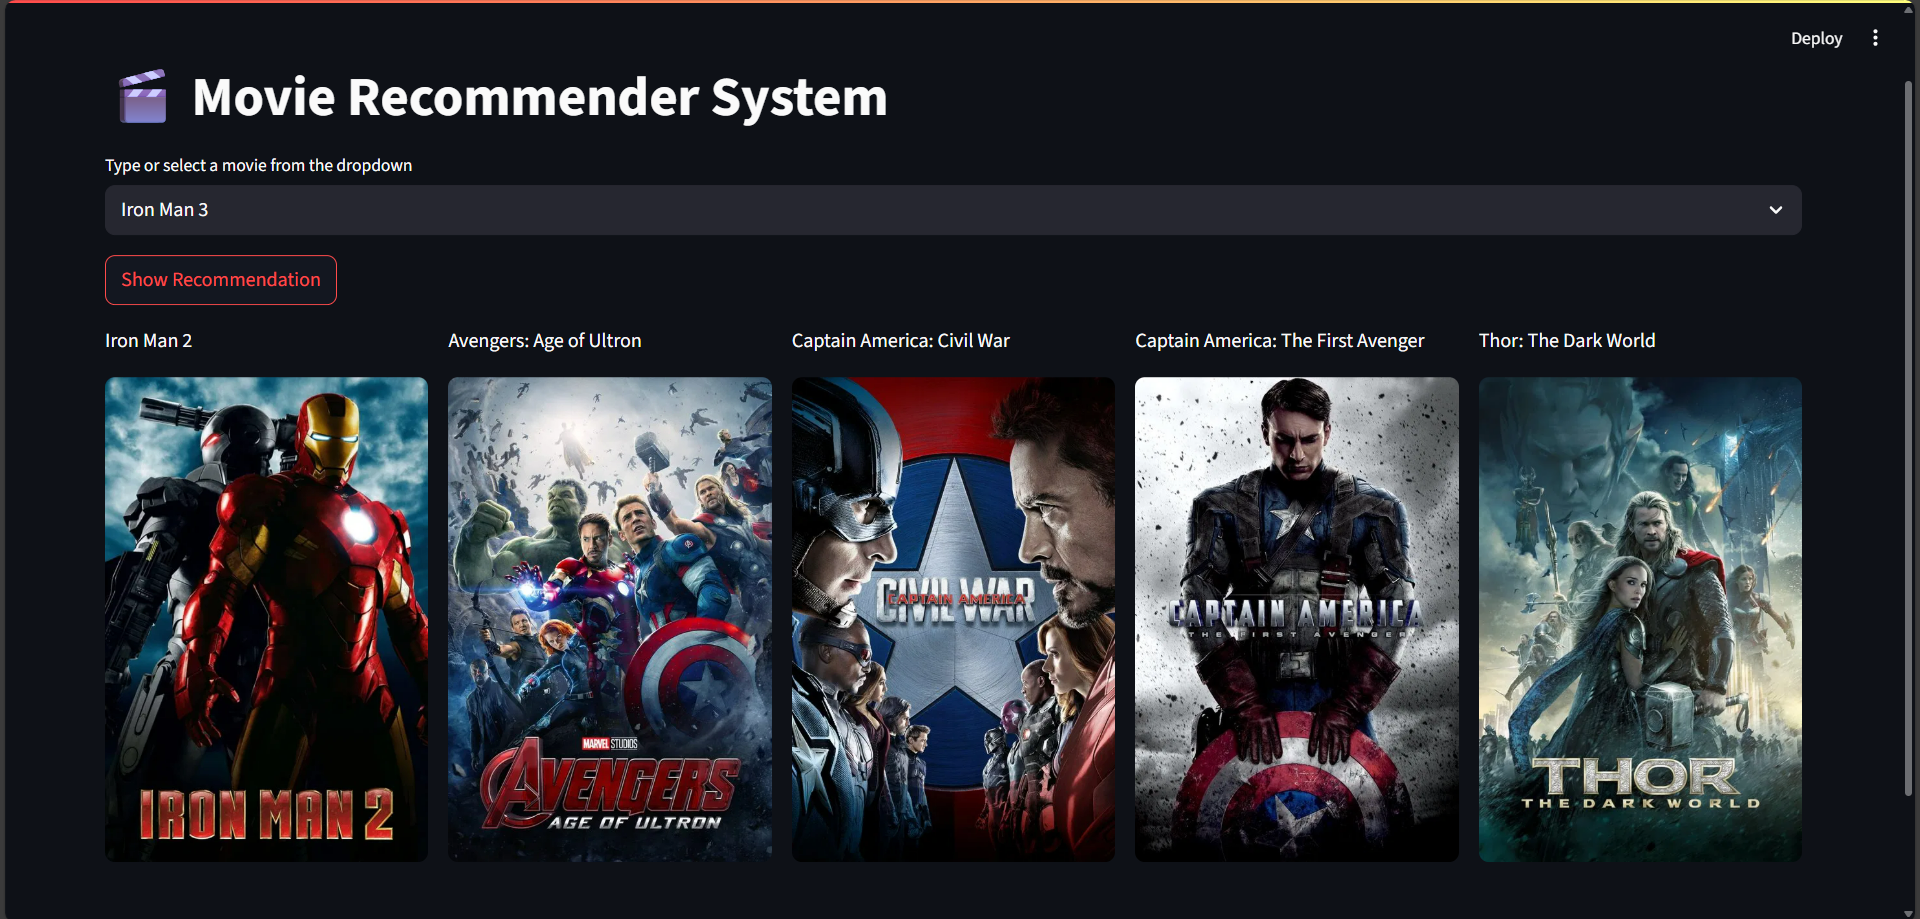 Deploy
Movie Recommender System
Type or select a movie from the dropdown
Iron Man 3
Show Recommendation
Iron Man 2
Avengers: Age of Ultron
Captain America: Civil War
Captain America: The First Avenger
Thor: The Dark World
IRON MAN 2
MARVEL STUDIOS
AVENGERS
AGE OF ULTRON
CIVIL WAR
CAPTAIN AMERICA
CAPTAIN AMERICA
THE FIRST AVENGER
THOR
THE DARK WORLD